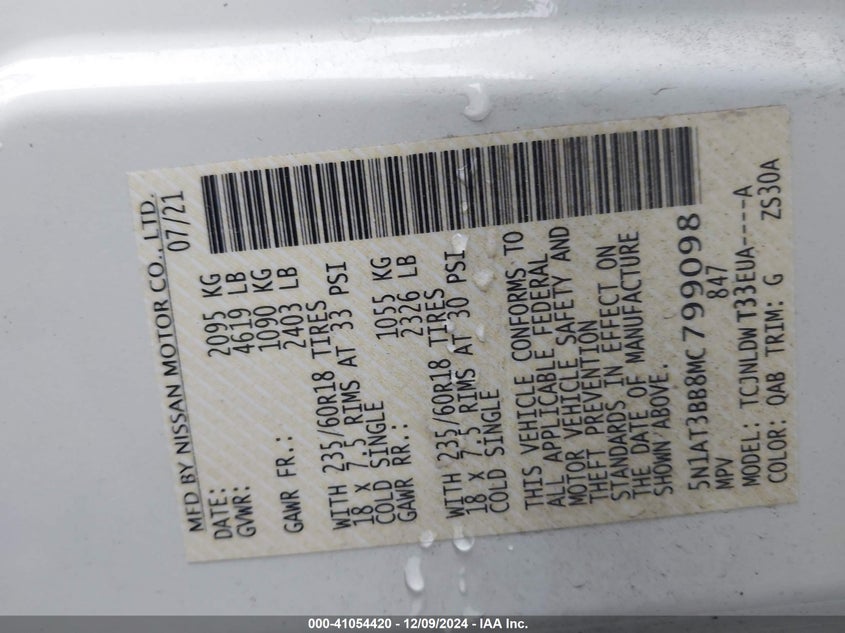 MFD BY NISSAN MOTOR CO., LTD.
DATE: 07/21
GVWR: 2095 KG
4619 LB
GAWR FR.: 1090 KG
2403 LB
WITH 235/60R18 TIRES
18 X 7.5 RIMS AT 33 PSI
COLD SINGLE
GAWR RR.: 1055 KG
2326 LB
WITH 235/60R18 TIRES
18 X 7.5 RIMS AT 30 PSI
COLD SINGLE
THIS VEHICLE CONFORMS TO
ALL APPLICABLE FEDERAL
MOTOR VEHICLE SAFETY AND
THEFT PREVENTION
STANDARDS IN EFFECT ON
THE DATE OF MANUFACTURE
SHOWN ABOVE.
5N1AT3BB8MC799098
MPV 847
MODEL: TCJNLDWT33EUA----A
COLOR: QAB TRIM: G ZS30A
000-41054420 - 12/09/2024 - IAA Inc.